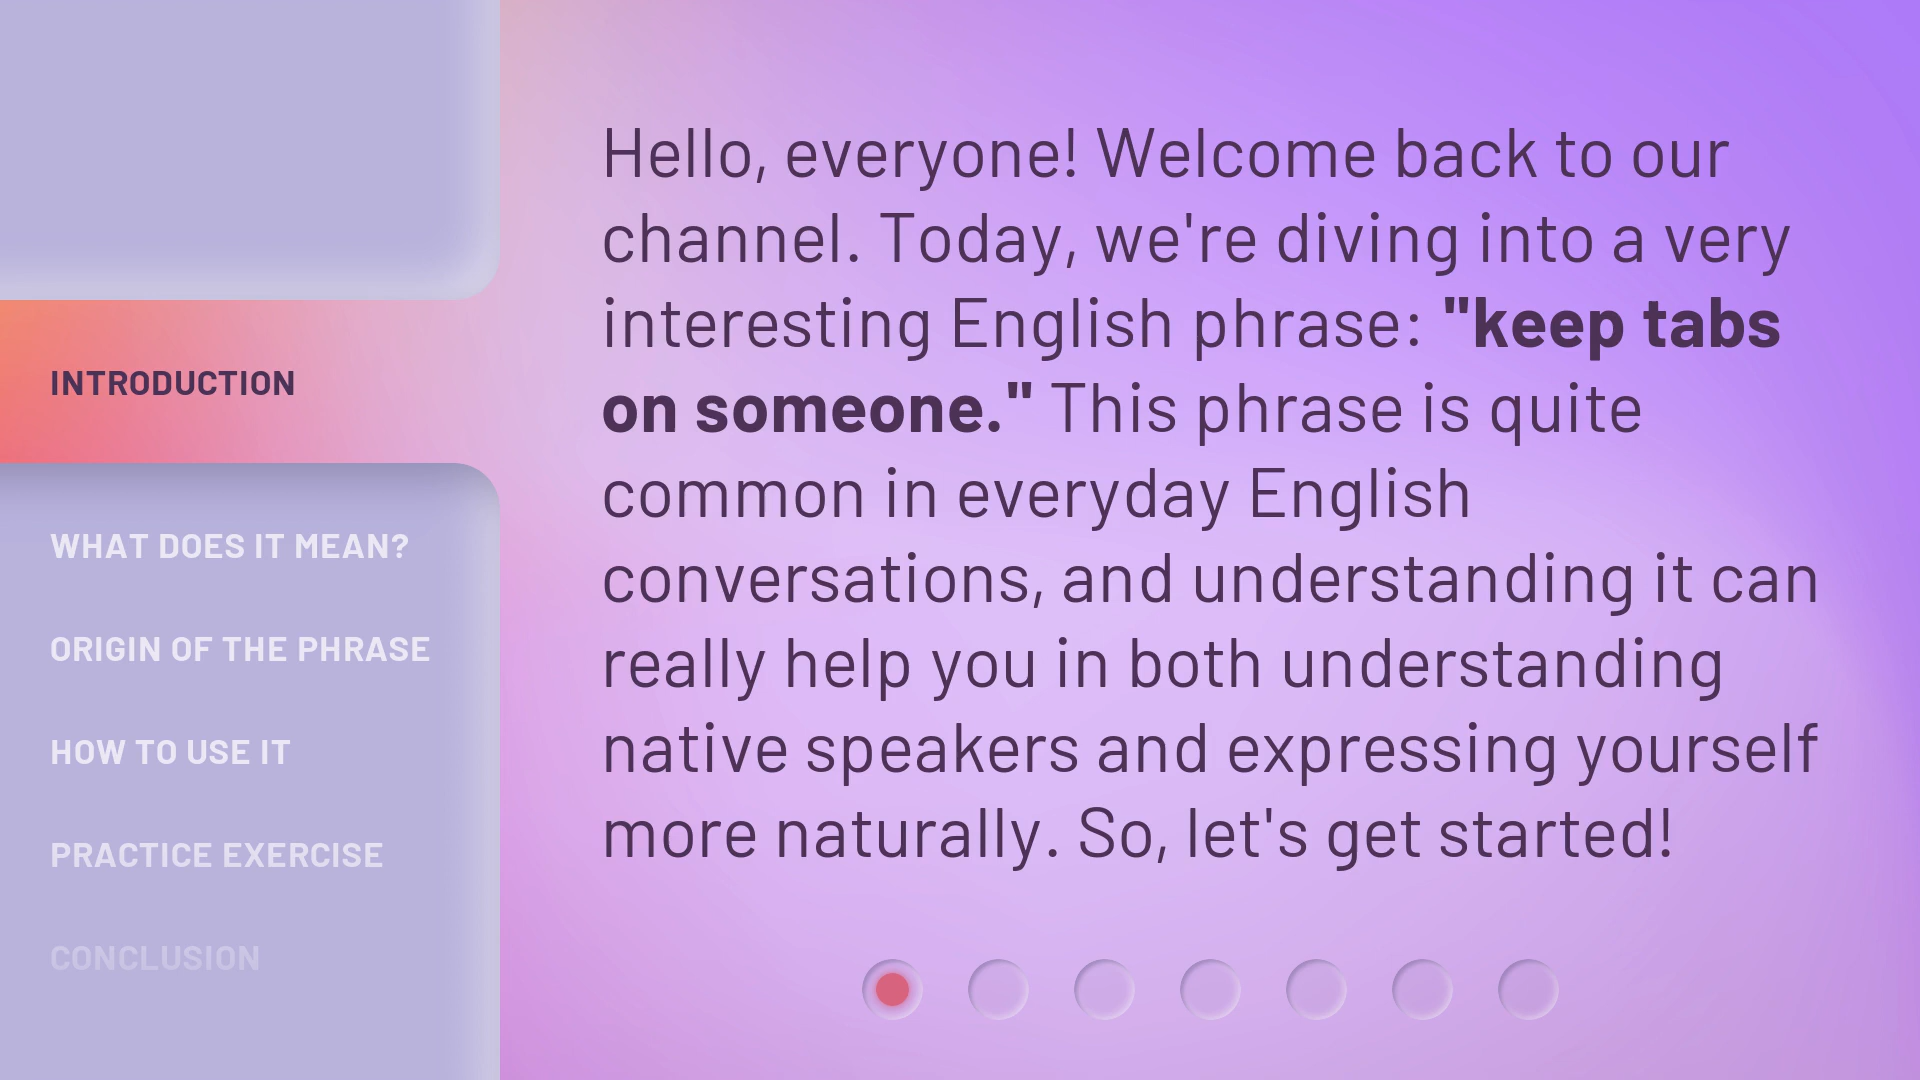 INTRODUCTION
WHAT DOES IT MEAN?
ORIGIN OF THE PHRASE
HOW TO USE IT
PRACTICE EXERCISE
CONCLUSION
Hello, everyone! Welcome back to our
channel. Today, we're diving into a very
interesting English phrase: "keep tabs
on someone." This phrase is quite
common in everyday English
conversations, and understanding it can
really help you in both understanding
native speakers and expressing yourself
more naturally. So, let's get started!